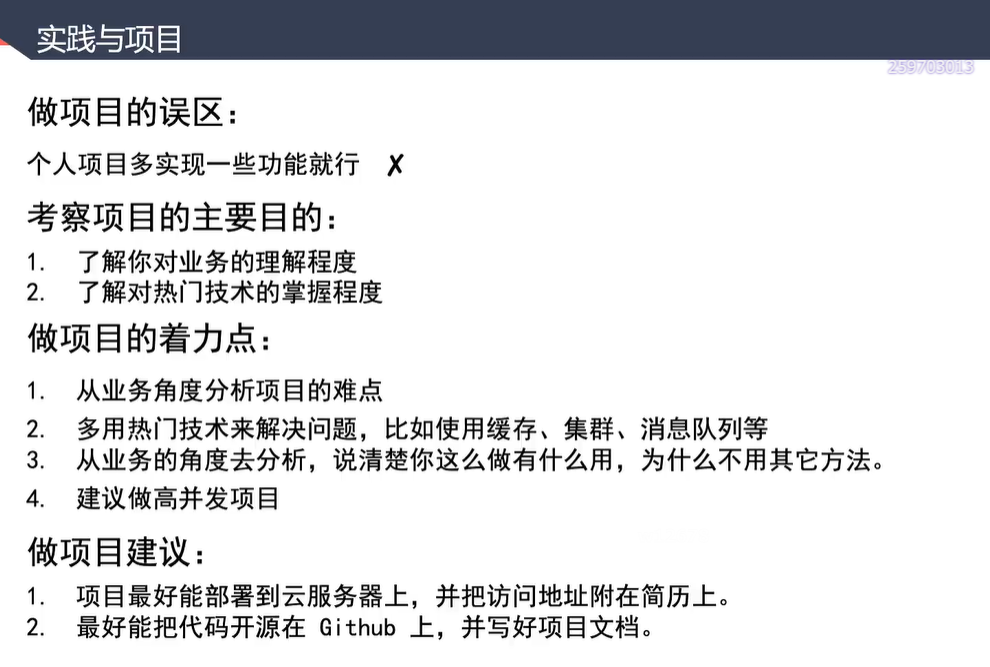 实践与项目
259703013
做项目的误区：
个人项目多实现一些功能就行 ✗
考察项目的主要目的：
1. 了解你对业务的理解程度
2. 了解对热门技术的掌握程度
做项目的着力点：
1. 从业务角度分析项目的难点
2. 多用热门技术来解决问题，比如使用缓存、集群、消息队列等
3. 从业务的角度去分析，说清楚你这么做有什么用，为什么不用其它方法。
4. 建议做高并发项目
做项目建议：
1. 项目最好能部署到云服务器上，并把访问地址附在简历上。
2. 最好能把代码开源在 Github 上，并写好项目文档。